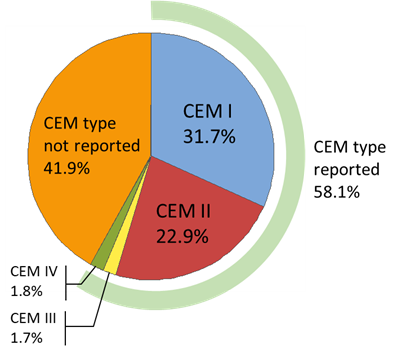 CEM I
31.7%
CEM type
not reported
41.9%
CEM type
reported
58.1%
CEM II
22.9%
CEM IV
1.8%
CEM III
1.7%